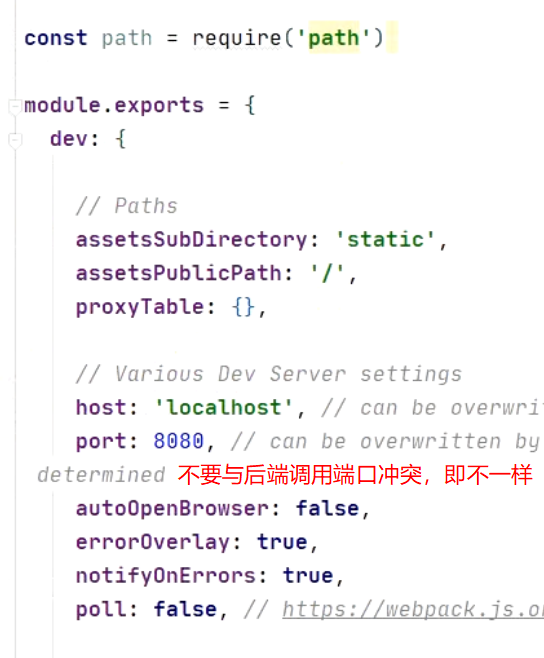 const path = require('path')
module.exports = {
dev: {
// Paths
assetsSubDirectory: 'static',
assetsPublicPath: '/',
proxyTable: {},
// Various Dev Server settings
host: 'localhost', // can be
port: 8080, // can be overwritten by
determined 不要与后端调用端口冲突，即不一样
autoOpenBrowser: false,
errorOverlay: true,
notifyOnErrors: true,
poll: false, // https://webpack.js.